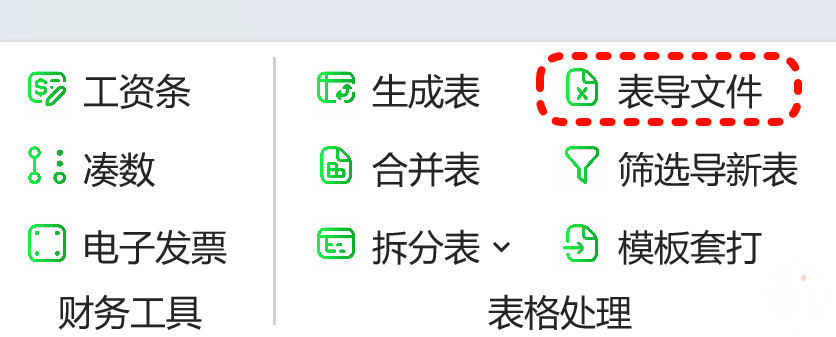 工资条
凑数
电子发票
财务工具
生成表
表导文件
合并表
筛选导新表
拆分表
模板套打
表格处理